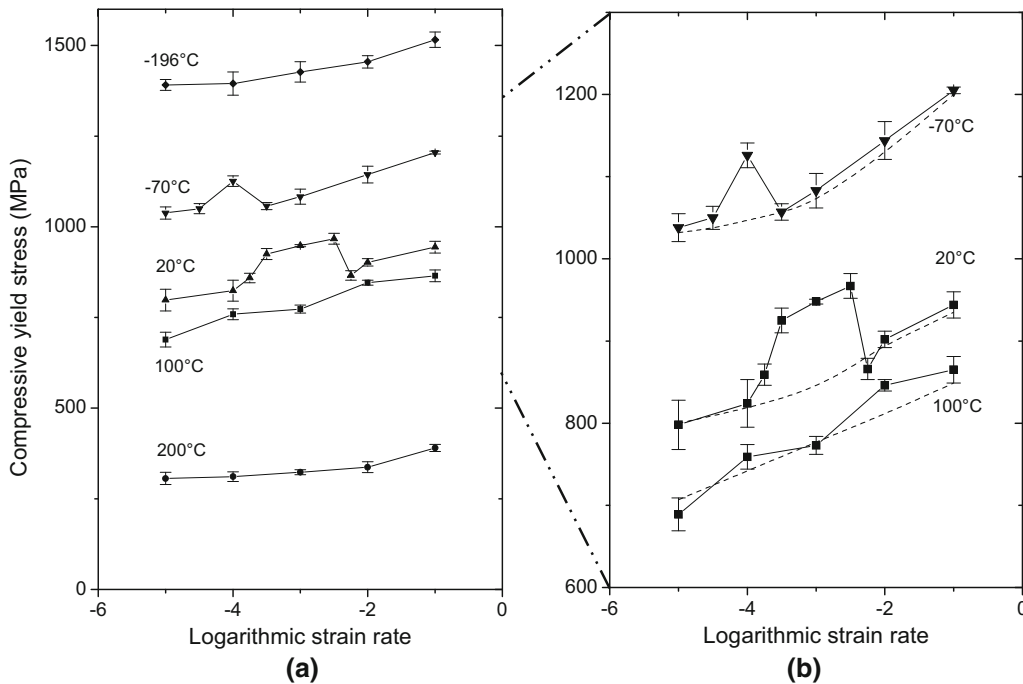 Compressive yield stress (MPa)
1500
1000
500
0
-196°C
-70°C
20°C
100°C
200°C
-6
-4
-2
0
Logarithmic strain rate
(a)
1200
1000
800
600
-70°C
20°C
100°C
-6
-4
-2
0
Logarithmic strain rate
(b)